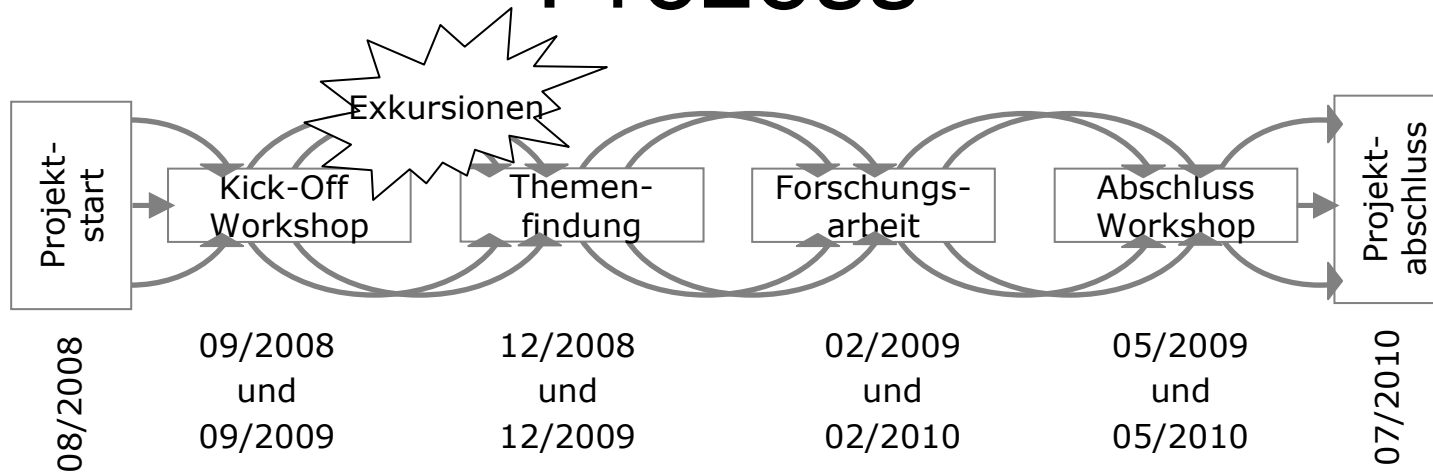 Prozess
Exkursionen
Projekt-
start
Kick-Off
Workshop
Themen-
findung
Forschungs-
arbeit
Abschluss
Workshop
Projekt-
abschluss
08/2008
09/2008
und
09/2009
12/2008
und
12/2009
02/2009
und
02/2010
05/2009
und
05/2010
07/2010